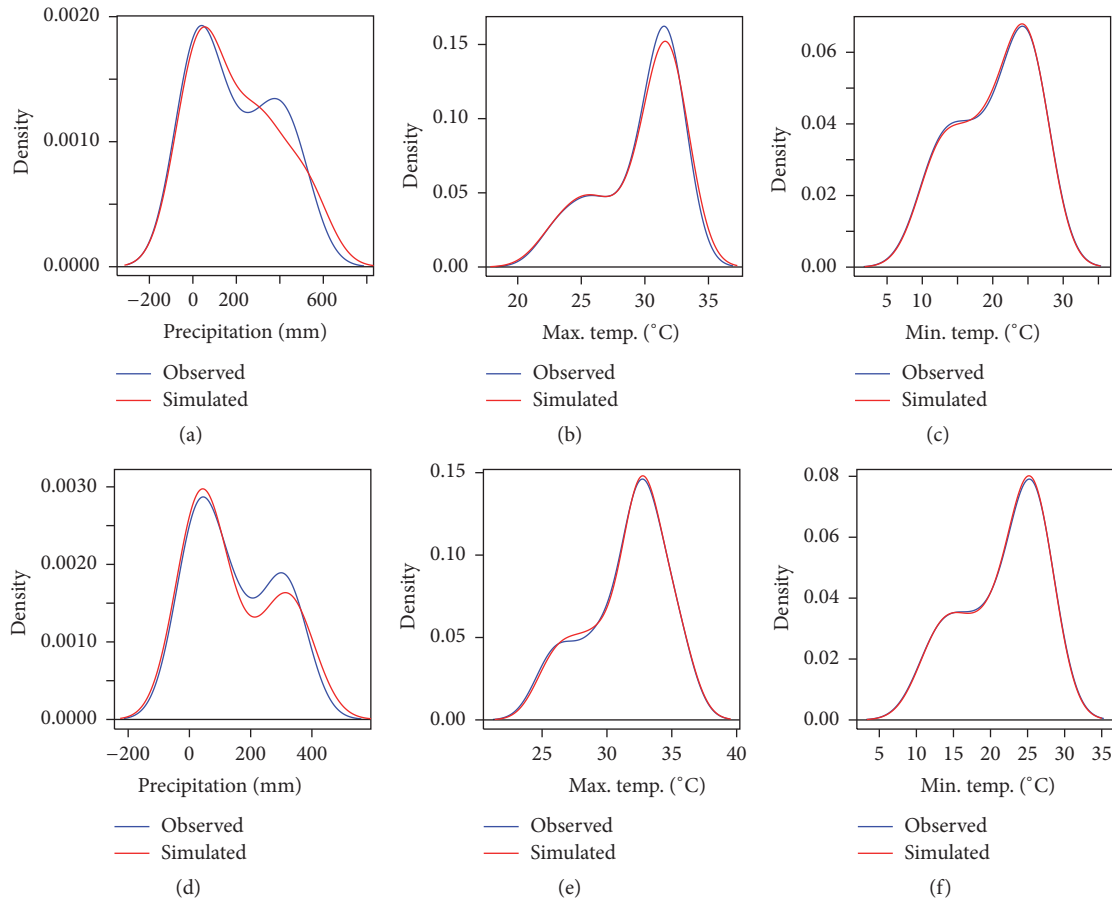 0.0020
0.0010
0.0000
Density
−200 0 200 600
Precipitation (mm)
Observed
Simulated
(a)
0.15
0.10
0.05
0.00
Density
20 25 30 35
Max. temp. (°C)
Observed
Simulated
(b)
0.06
0.04
0.02
0.00
Density
5 10 20 30
Min. temp. (°C)
Observed
Simulated
(c)
0.0030
0.0020
0.0010
0.0000
Density
−200 0 200 400
Precipitation (mm)
Observed
Simulated
(d)
0.15
0.10
0.05
0.00
Density
25 30 35 40
Max. temp. (°C)
Observed
Simulated
(e)
0.08
0.06
0.04
0.02
0.00
Density
5 10 15 20 25 30 35
Min. temp. (°C)
Observed
Simulated
(f)